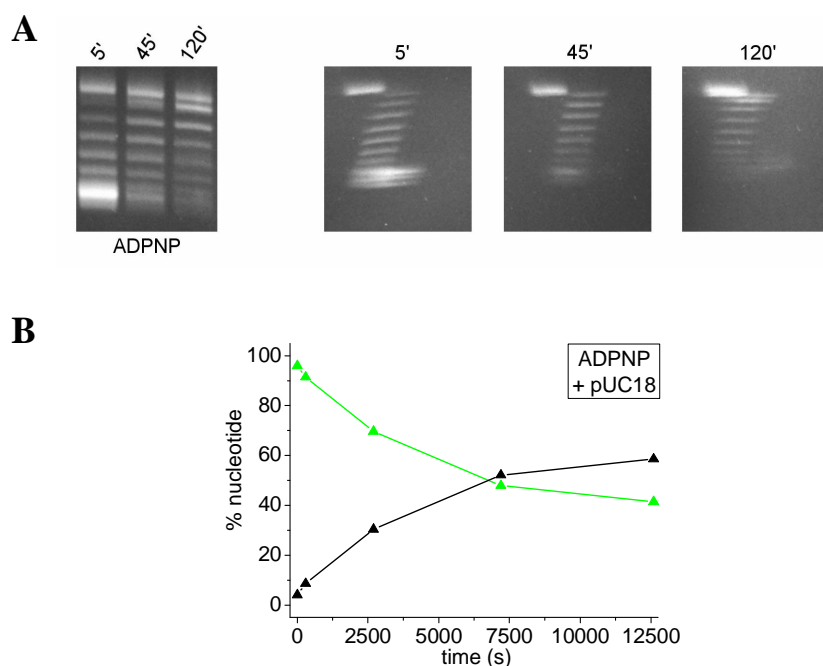 A
5' 45' 120'
5' 45' 120'
ADPNP
B
ADPNP
+ pUC18
100
80
60
40
20
0
% nucleotide
0 2500 5000 7500 10000 12500
time (s)